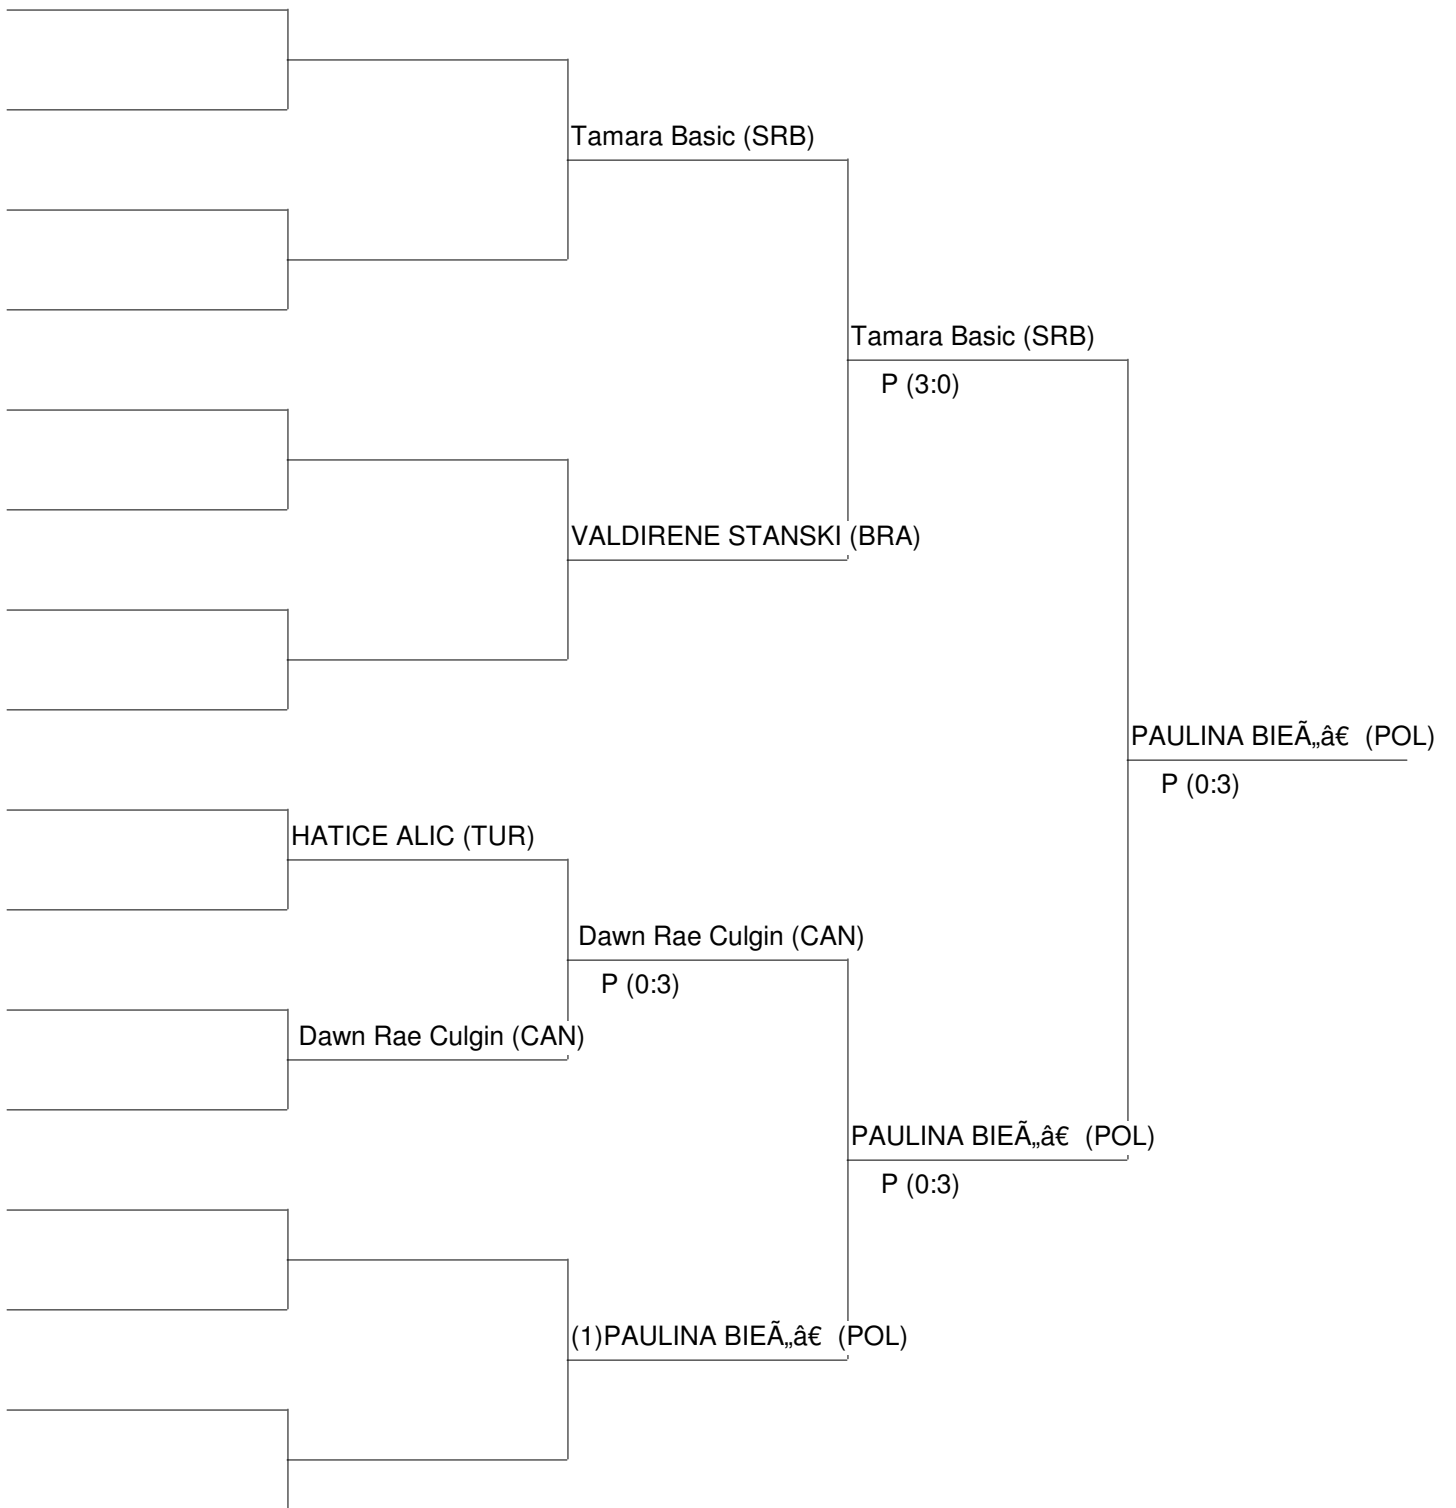 Tamara Basic (SRB)
Tamara Basic (SRB)
P (3:0)
VALDIRENE STANSKI (BRA)
PAULINA BIEÃ„â€ (POL)
P (0:3)
HATICE ALIC (TUR)
Dawn Rae Culgin (CAN)
P (0:3)
Dawn Rae Culgin (CAN)
PAULINA BIEÃ„â€ (POL)
P (0:3)
(1)PAULINA BIEÃ„â€ (POL)